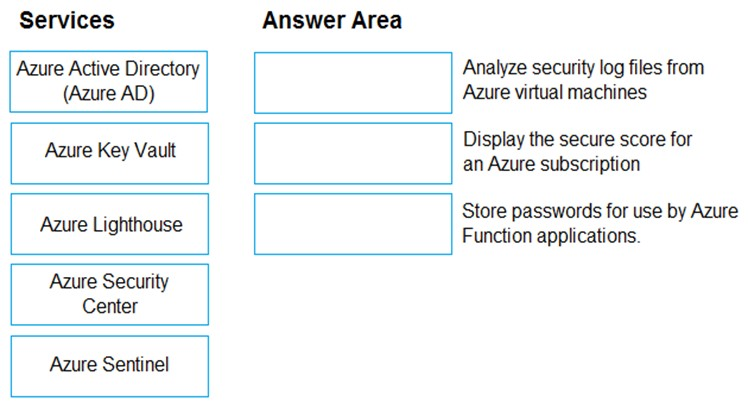 Services
Answer Area
Azure Active Directory
(Azure AD)
Analyze security log files from
Azure virtual machines
Azure Key Vault
Display the secure score for
an Azure subscription
Azure Lighthouse
Store passwords for use by Azure
Function applications.
Azure Security
Center
Azure Sentinel